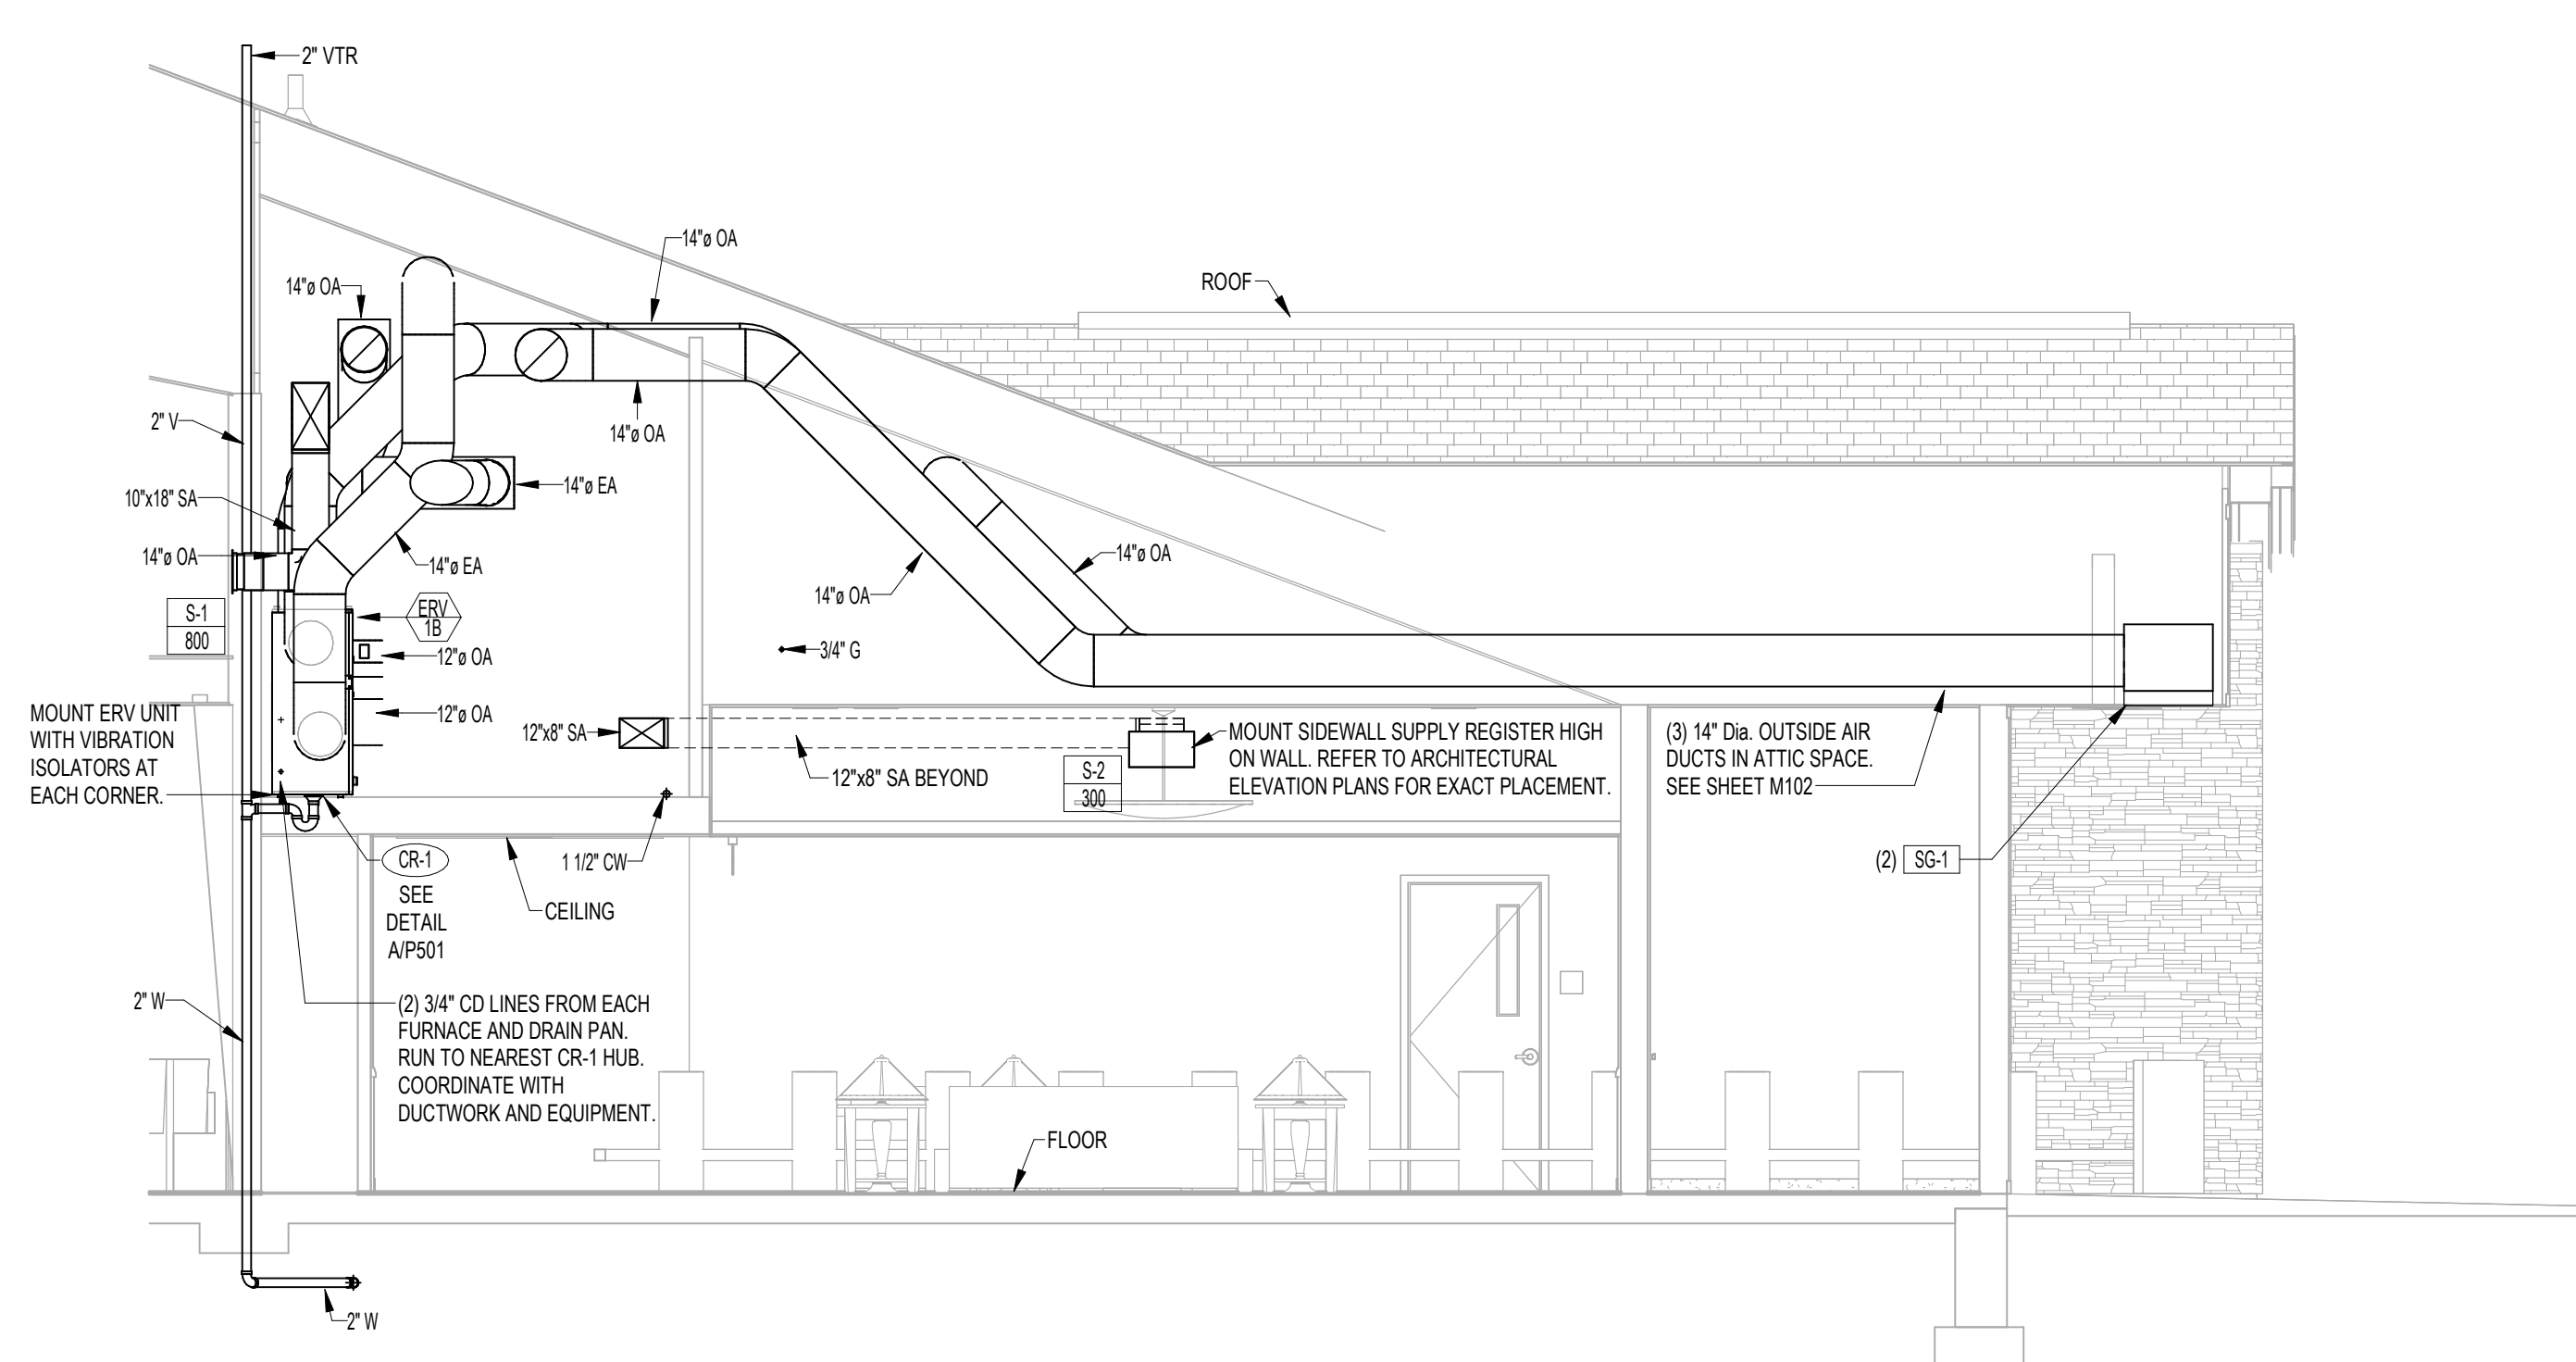 2" VTR
14"ø OA
ROOF
14"ø OA
2" V
14"ø OA
10"x18" SA
14"ø EA
14"ø OA
14"ø EA
14"ø OA
14"ø OA
S-1
800
ERV
1B
12"ø OA
3/4" G
12"ø OA
MOUNT ERV UNIT
WITH VIBRATION
ISOLATORS AT
EACH CORNER.
12"x8" SA
12"x8" SA BEYOND
S-2
300
MOUNT SIDEWALL SUPPLY REGISTER HIGH
ON WALL. REFER TO ARCHITECTURAL
ELEVATION PLANS FOR EXACT PLACEMENT.
(3) 14" Dia. OUTSIDE AIR
DUCTS IN ATTIC SPACE.
SEE SHEET M102
CR-1
SEE
DETAIL
A/P501
1 1/2" CW
(2) SG-1
CEILING
2" W
(2) 3/4" CD LINES FROM EACH
FURNACE AND DRAIN PAN.
RUN TO NEAREST CR-1 HUB.
COORDINATE WITH
DUCTWORK AND EQUIPMENT.
FLOOR
2" W